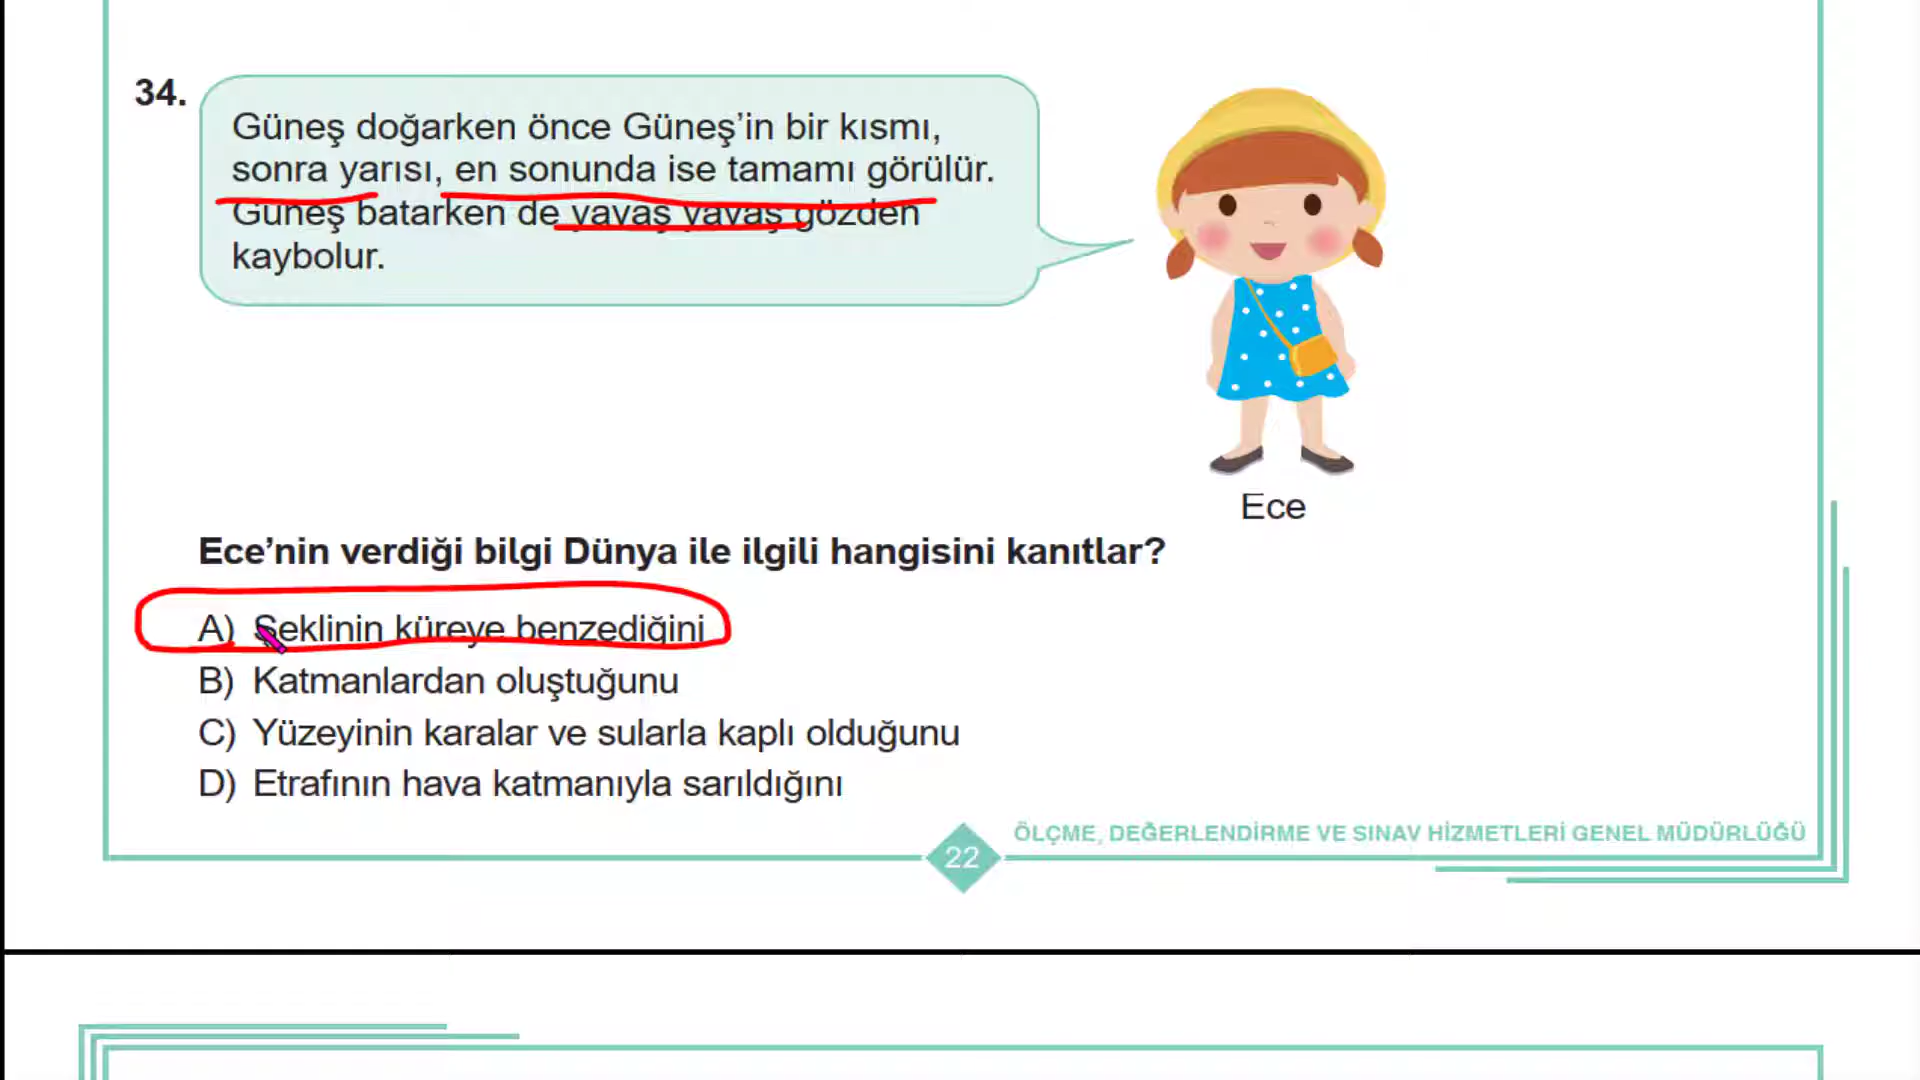 34.
Güneş doğarken önce Güneş’in bir kısmı,
sonra yarısı, en sonunda ise tamamı görülür.
Güneş batarken de yavaş yavaş gözden
kaybolur.
Ece
Ece’nin verdiği bilgi Dünya ile ilgili hangisini kanıtlar?
A) Şeklinin küreye benzediğini
B) Katmanlardan oluştuğunu
C) Yüzeyinin karalar ve sularla kaplı olduğunu
D) Etrafının hava katmanıyla sarıldığını
ÖLÇME, DEĞERLENDİRME VE SINAV HİZMETLERİ GENEL MÜDÜRLÜĞÜ
22